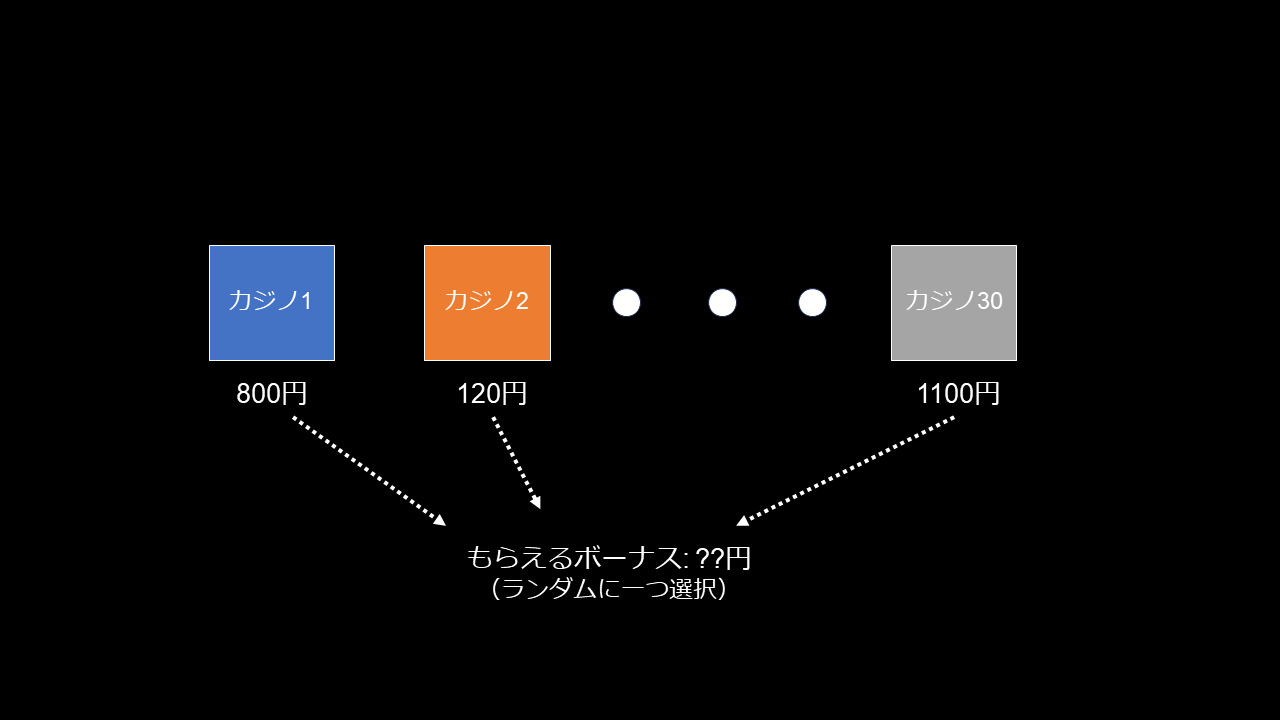 カジノ1
カジノ2
カジノ30
800円
120円
1100円
もらえるボーナス: ??円
（ランダムに一つ選択）